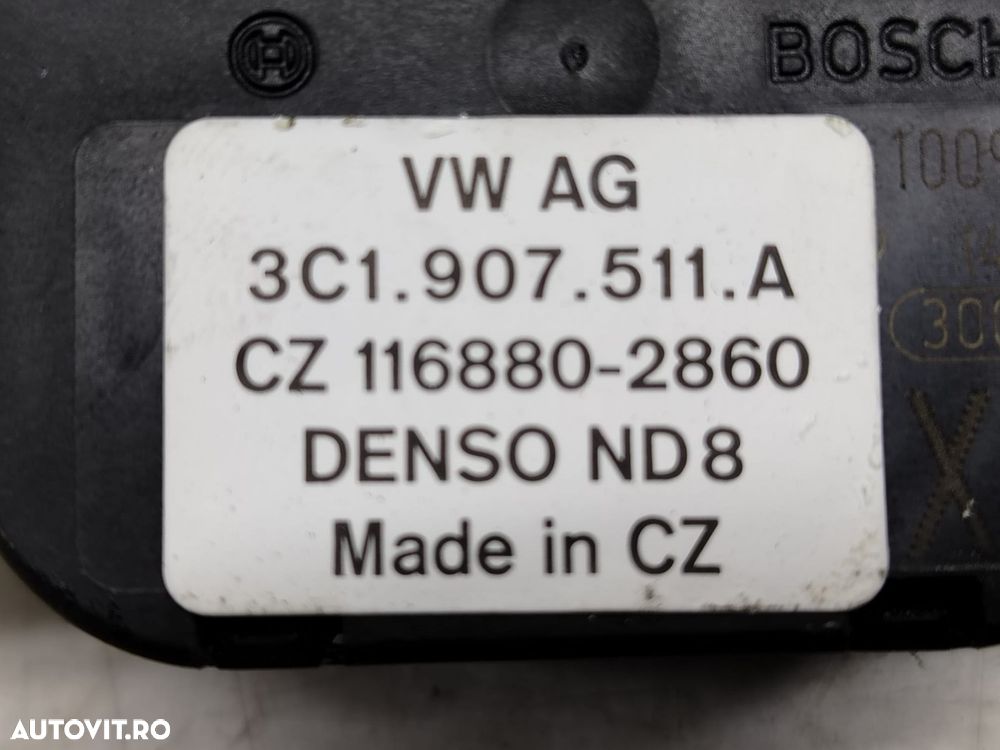 BOSCH
VW AG
3C1.907.511.A
CZ 116880-2860
DENSO ND8
Made in CZ
X
AUTOVIT.RO